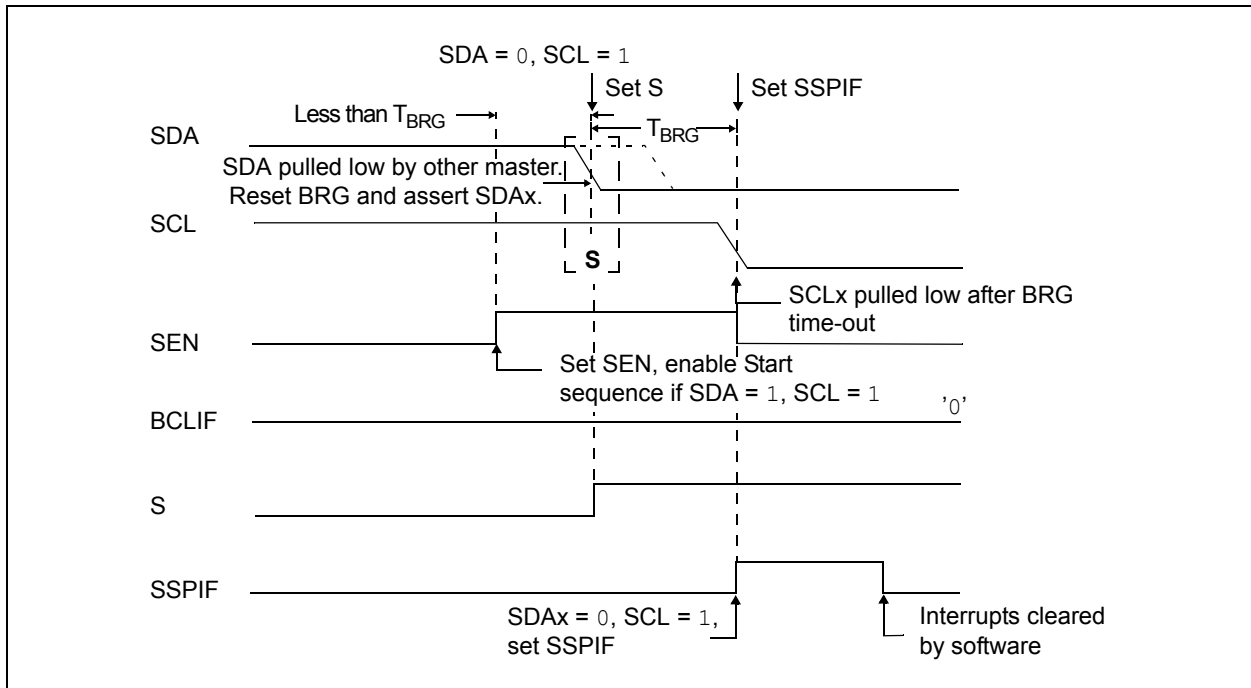 SDA = 0, SCL = 1
Set S
Set SSPIF
Less than TBRG
TBRG
SDA
SDA pulled low by other master.
Reset BRG and assert SDAx.
SCL
S
SCLx pulled low after BRG
time-out
SEN
Set SEN, enable Start
sequence if SDA = 1, SCL = 1
'0'
BCLIF
S
SSPIF
SDAx = 0, SCL = 1,
set SSPIF
Interrupts cleared
by software